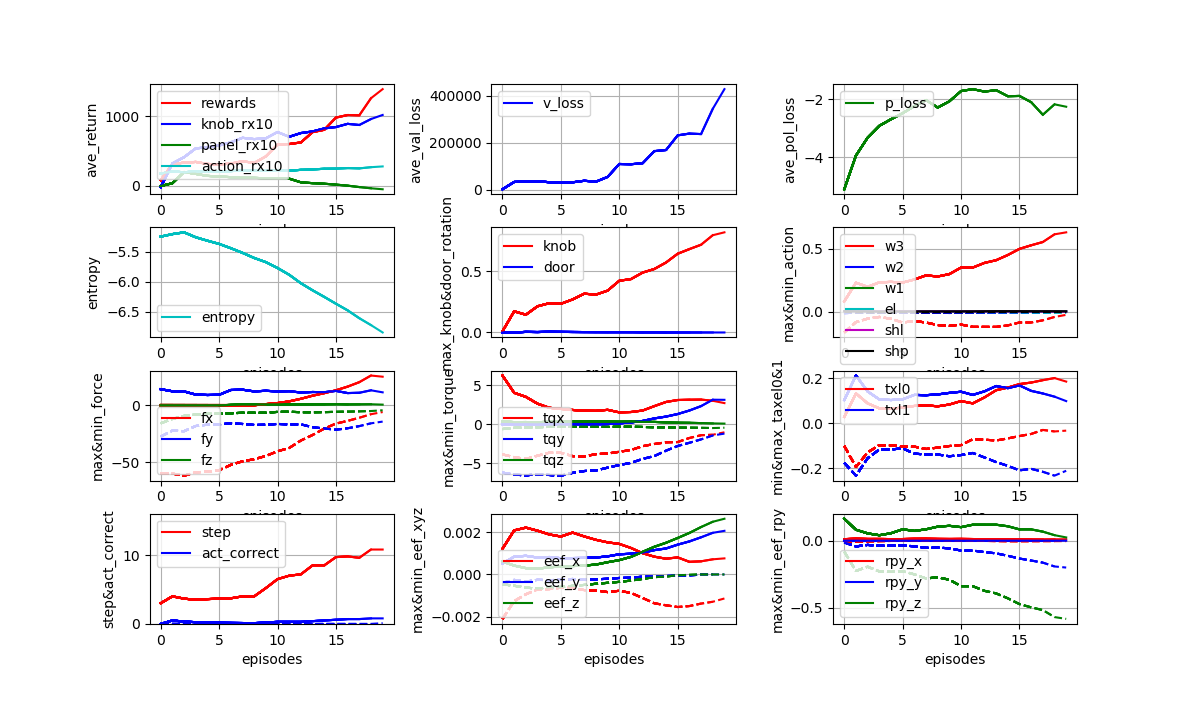 ave_return
1000
0
rewards
knob_rx10
panel_rx10
action_rx10
0 5 10 15
ave_val_loss
400000
200000
0
v_loss
0 5 10 15
ave_pol_loss
−2
−4
p_loss
0 5 10 15
entropy
−5.5
−6.0
−6.5
entropy
0 5 10 15
max_knob&door_rotation
0.5
0.0
knob
door
0 5 10 15
max&min_action
0.5
0.0
w3
w2
w1
el
shl
shp
0 5 10 15
max&min_force
0
−50
fx
fy
fz
0 5 10 15
episodes
max&min_torque
5
0
−5
tqx
tqy
tqz
0 5 10 15
episodes
min&max_taxel0&1
0.2
0.0
−0.2
txl0
txl1
0 5 10 15
episodes
step&act_correct
10
0
step
act_correct
0 5 10 15
episodes
max&min_eef_xyz
0.002
0.000
−0.002
eef_x
eef_y
eef_z
0 5 10 15
episodes
max&min_eef_rpy
0.0
−0.5
rpy_x
rpy_y
rpy_z
0 5 10 15
episodes